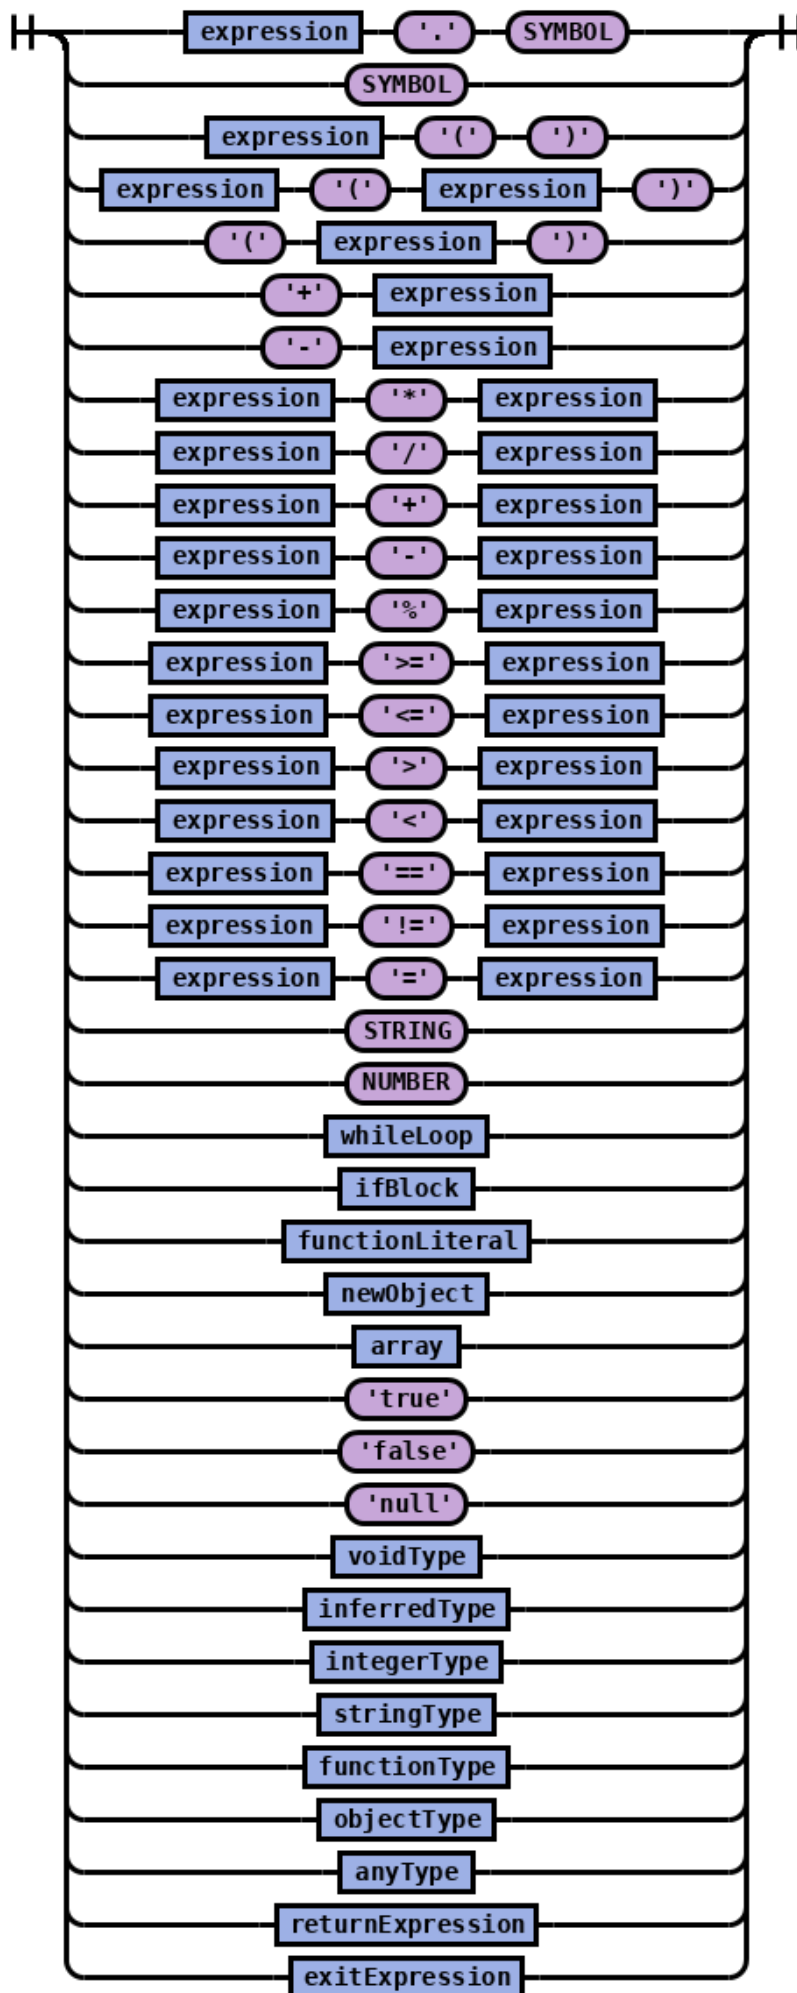 expression '.' SYMBOL
SYMBOL
expression '(' ')'
expression '(' expression ')'
'(' expression ')'
'+' expression
'-' expression
expression '*' expression
expression '/' expression
expression '+' expression
expression '-' expression
expression '%' expression
expression '>=' expression
expression '<=' expression
expression '>' expression
expression '<' expression
expression '==' expression
expression '!=' expression
expression '=' expression
STRING
NUMBER
whileLoop
ifBlock
functionLiteral
newObject
array
'true'
'false'
'null'
voidType
inferredType
integerType
stringType
functionType
objectType
anyType
returnExpression
exitExpression